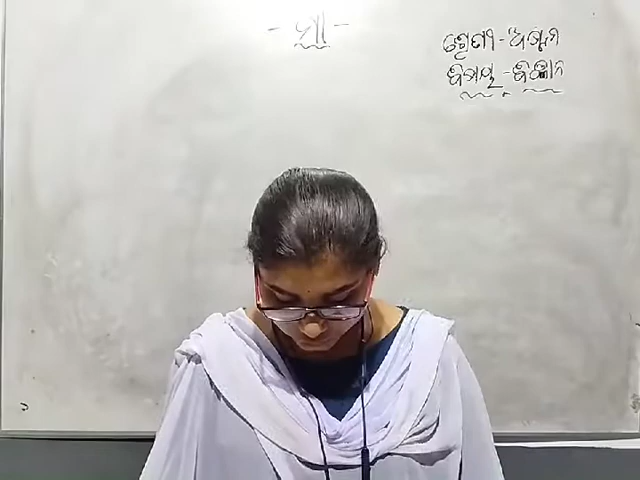 - ମା -
ଶ୍ରେଣୀ - ଅଷ୍ଟମ
ବିଷୟ - ବିଜ୍ଞାନ